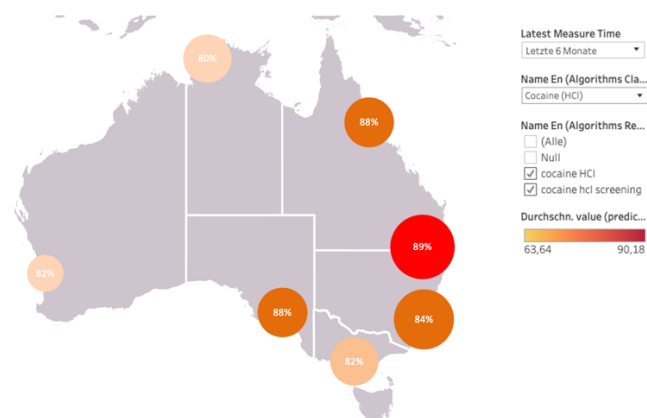 80%
88%
89%
82%
88%
84%
82%
Latest Measure Time
Letzte 6 Monate
Name En (Algorithms Cla...
Cocaine (HCl)
Name En (Algorithms Re...
(Alle)
Null
cocaine HCl
cocaine hcl screening
Durchschn. value (predic...
63,64 90,18